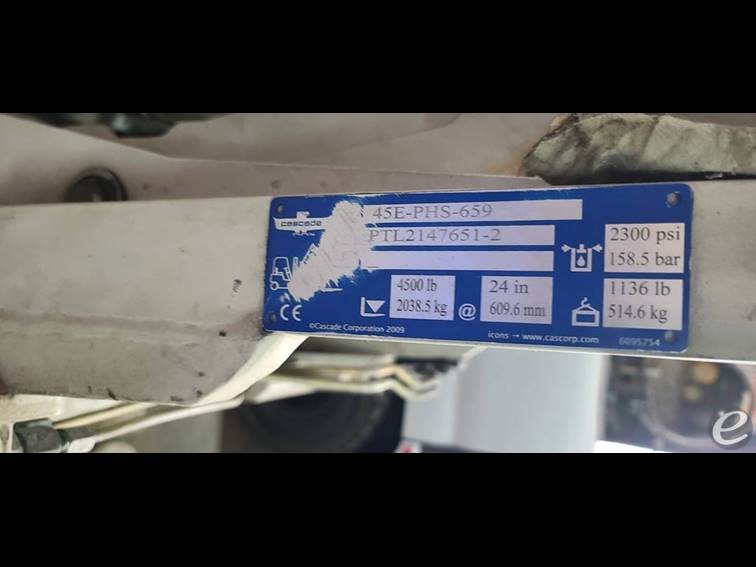 cascade
45E-PHS-659
PTL2147651-2
2300 psi
158.5 bar
4500 lb
2038.5 kg
@
24 in
609.6 mm
1136 lb
514.6 kg
CE
©Cascade Corporation 2009
icons → www.cascorp.com
6095754
e